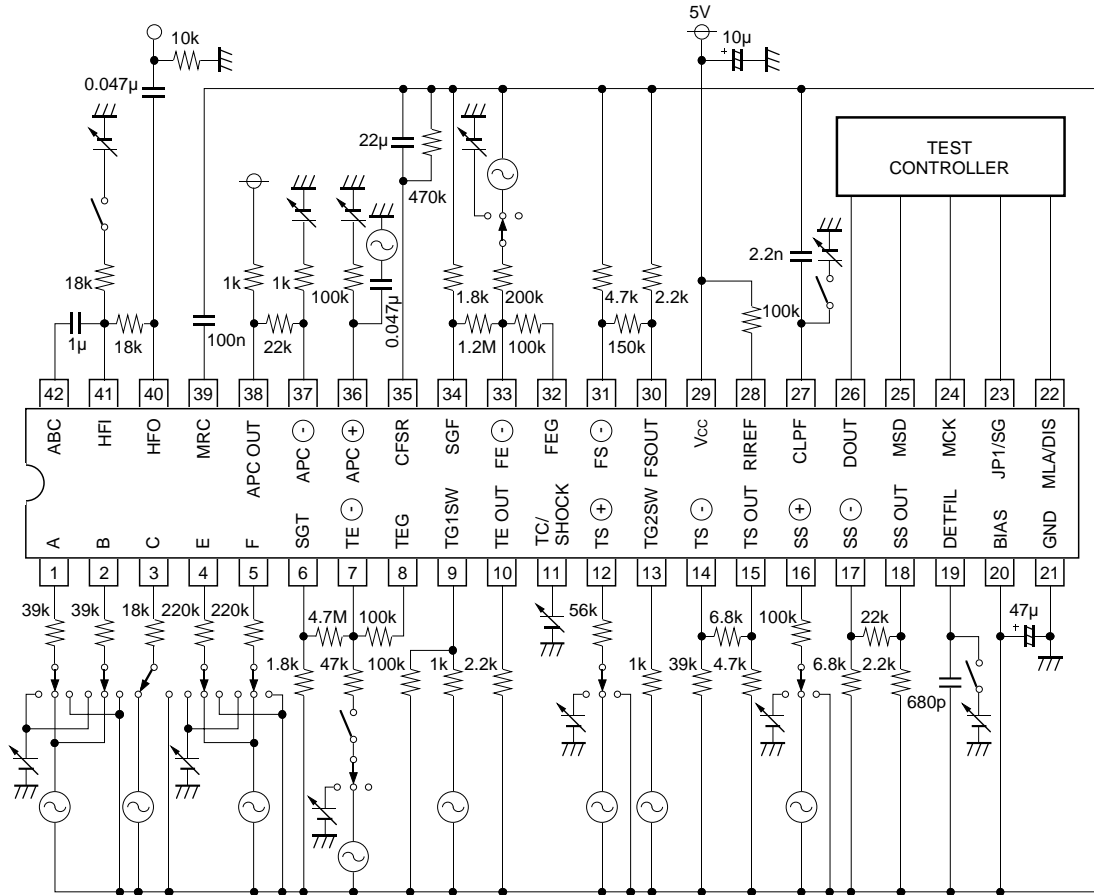 5V
10k
10µ
+
0.047µ
TEST
CONTROLLER
22µ
470k
2.2n
18k
1k
1k
100k
0.047µ
1.8k
200k
4.7k
2.2k
100k
1µ
18k
100n
22k
1.2M
100k
150k
42
41
40
39
38
37
36
35
34
33
32
31
30
29
28
27
26
25
24
23
22
ABC
HFI
HFO
MRC
APC OUT
APC -
APC +
CFSR
SGF
FE -
FEG
FS -
FSOUT
Vcc
RIREF
CLPF
DOUT
MSD
MCK
JP1/SG
MLA/DIS
A
B
C
E
F
SGT
TE -
TEG
TG1SW
TE OUT
TC/
SHOCK
TS +
TG2SW
TS -
TS OUT
SS +
SS -
SS OUT
DETFIL
BIAS
GND
1
2
3
4
5
6
7
8
9
10
11
12
13
14
15
16
17
18
19
20
21
39k
39k
18k
220k
220k
4.7M
100k
56k
6.8k
100k
22k
47µ
+
1.8k
47k
100k
1k
2.2k
1k
39k
4.7k
6.8k
2.2k
680p